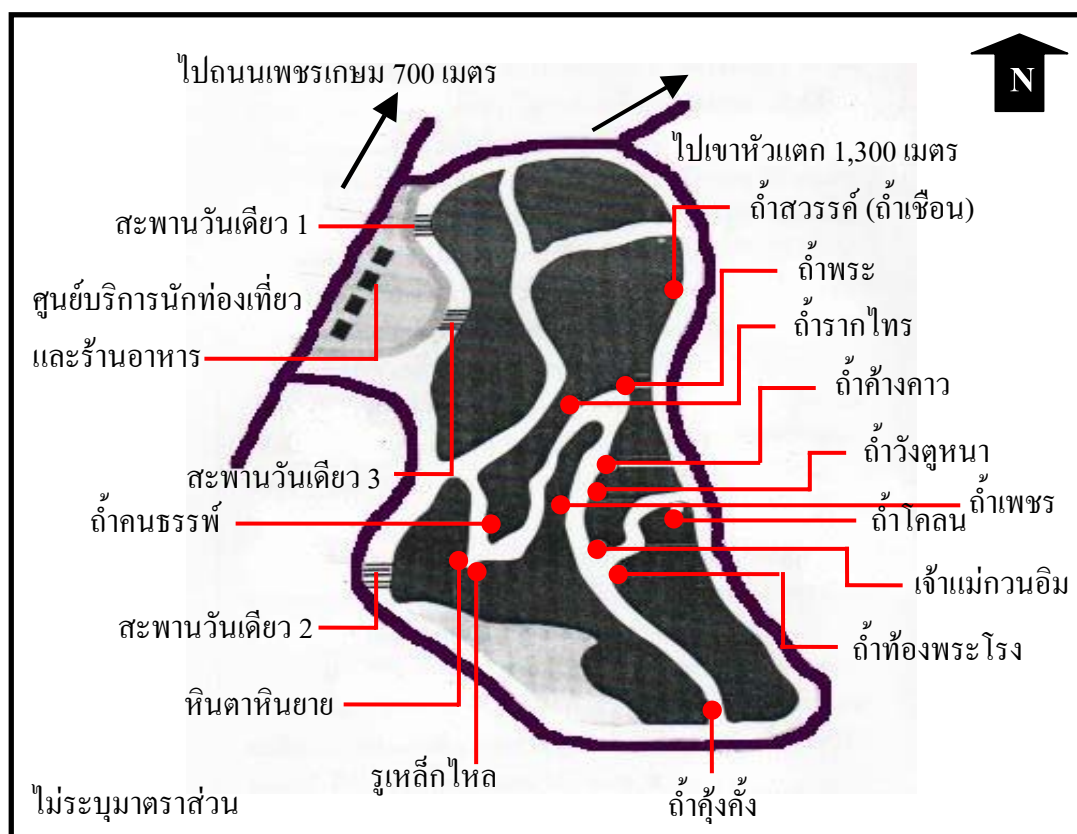 ไปถนนเพชรเกษม 700 เมตร
N
ไปเขาหัวแตก 1,300 เมตร
สะพานวันเดียว 1
ถ้ำสวรรค์ (ถ้ำเชือน)
ถ้ำพระ
ศูนย์บริการนักท่องเที่ยว
และร้านอาหาร
ถ้ำรากไทร
ถ้ำค้างคาว
ถ้ำวังตูหนา
สะพานวันเดียว 3
ถ้ำเพชร
ถ้ำคนธรรพ์
ถ้ำโคลน
เจ้าแม่กวนอิม
สะพานวันเดียว 2
ถ้ำท้องพระโรง
หินตาหินยาย
รูเหล็กไหล
ถ้ำคุ้งคั้ง
ไม่ระบุมาตราส่วน